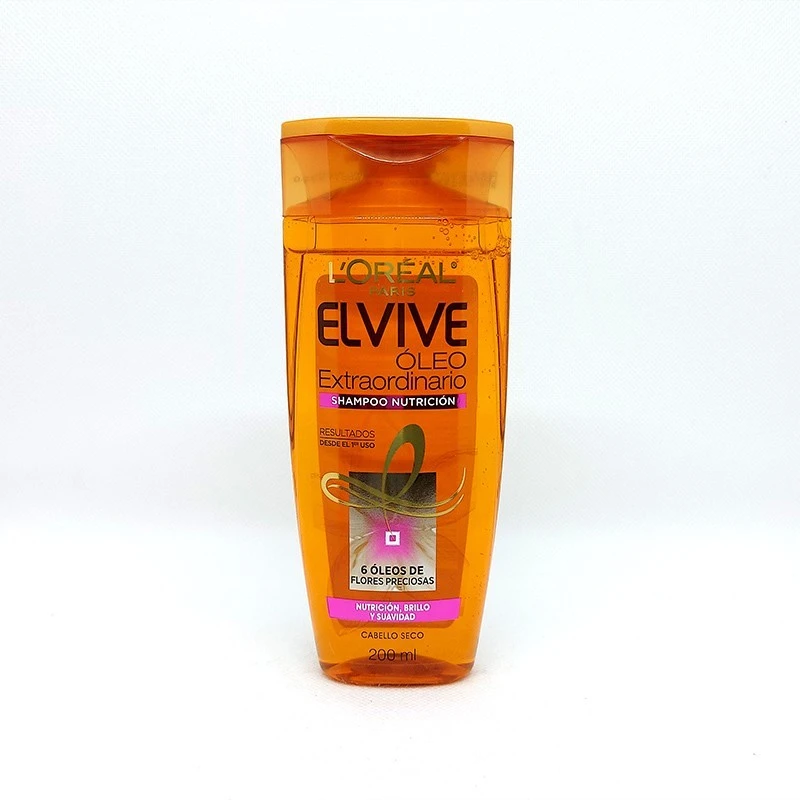 L'ORÉAL®
PARIS
ELVIVE
ÓLEO
Extraordinario
SHAMPOO NUTRICIÓN
RESULTADOS
DESDE EL 1ER USO
6 ÓLEOS DE
FLORES PRECIOSAS
NUTRICIÓN, BRILLO
Y SUAVIDAD
CABELLO SECO
200 ml